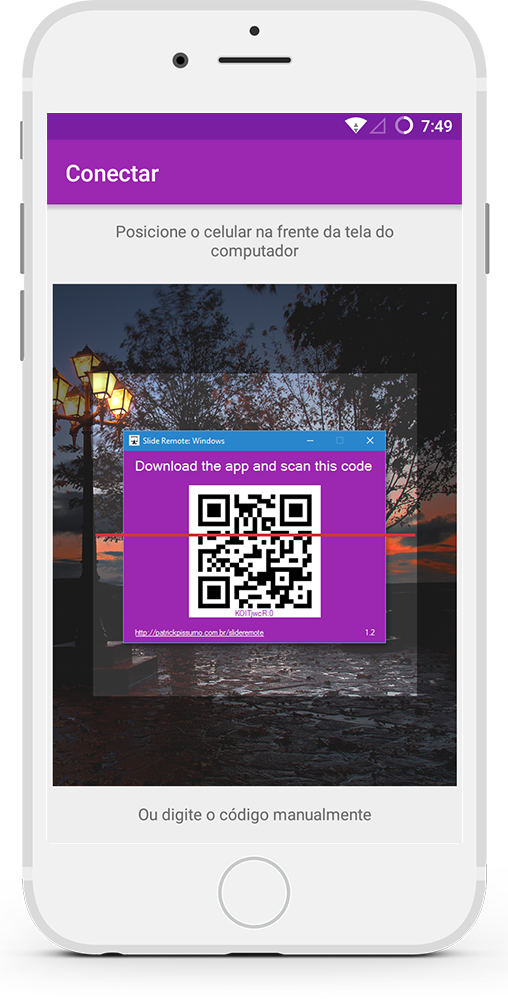 7:49
Conectar
Posicione o celular na frente da tela do
computador
Slide Remote: Windows
Download the app and scan this code
KOITjwcR:0
http://patrickpissurno.com.br/slideremote
1.2
Ou digite o código manualmente